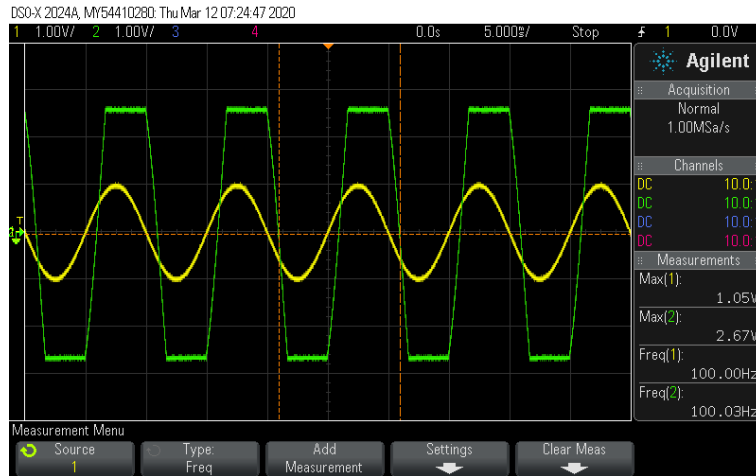 DSO-X 2024A, MY54410280: Thu Mar 12 07:24:47 2020
1 1.00V/ 2 1.00V/ 3 4 0.0s 5.000ms/ Stop 1 0.0V
Agilent
Acquisition
Normal
1.00MSa/s
Channels
DC 10.0:
DC 10.0:
DC 10.0:
DC 10.0:
Measurements
Max(1):
1.05V
Max(2):
2.67V
Freq(1):
100.00Hz
Freq(2):
100.03Hz
T
Measurement Menu
Source
1
Type:
Freq
Add
Measurement
Settings
Clear Meas